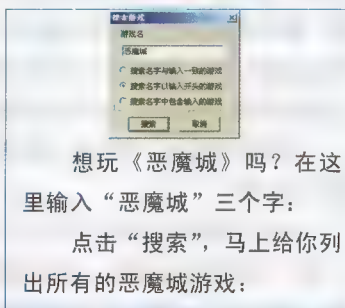 搜索游戏
游戏名
恶魔城
搜索名字与输入一致的游戏
搜索名字以输入开头的游戏
搜索名字中包含输入的游戏
搜索 取消
想玩《恶魔城》吗？在这
里输入“恶魔城”三个字：
点击“搜索”，马上给你列
出所有的恶魔城游戏：